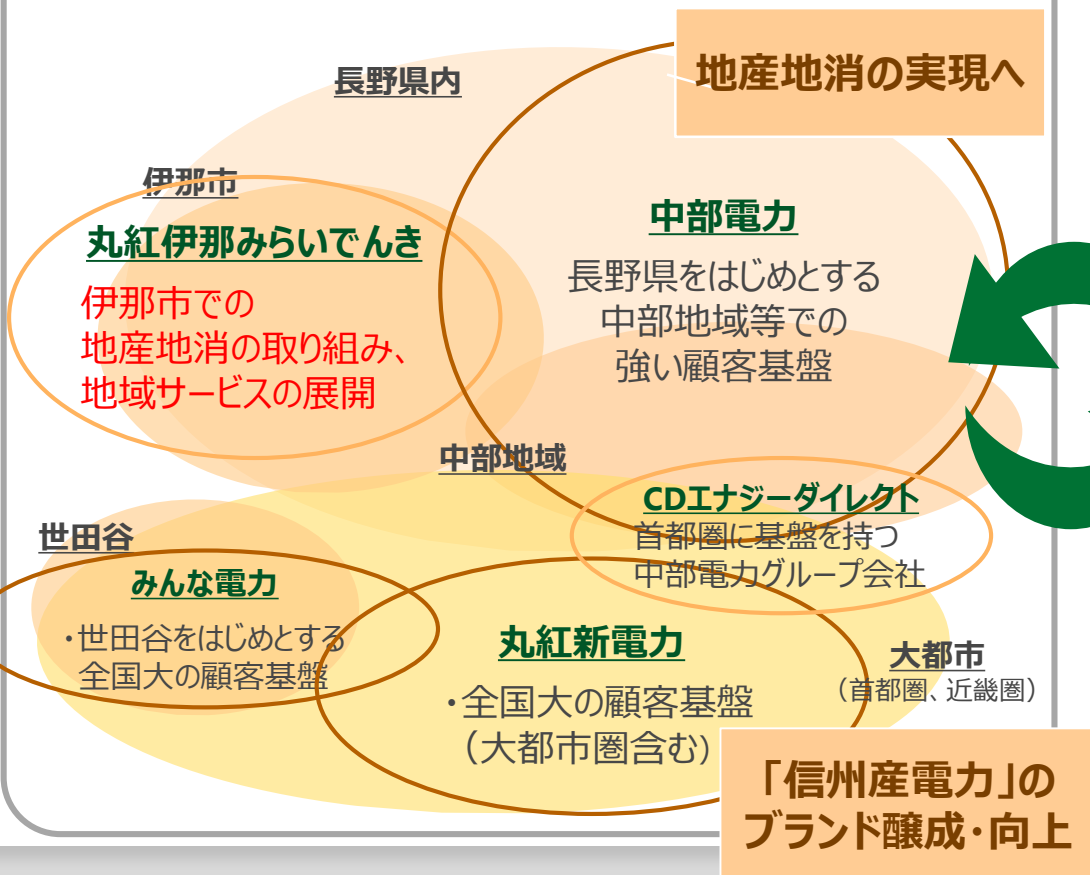 地産地消の実現へ
長野県内
伊那市
丸紅伊那みらいでんき
伊那市での
地産地消の取り組み、
地域サービスの展開
中部電力
長野県をはじめとする
中部地域等での
強い顧客基盤
中部地域
CDエナジーダイレクト
首都圏に基盤を持つ
中部電力グループ会社
世田谷
みんな電力
・世田谷をはじめとする
全国大の顧客基盤
丸紅新電力
・全国大の顧客基盤
（大都市圏含む）
大都市
（首都圏、近畿圏）
「信州産電力」の
ブランド醸成・向上